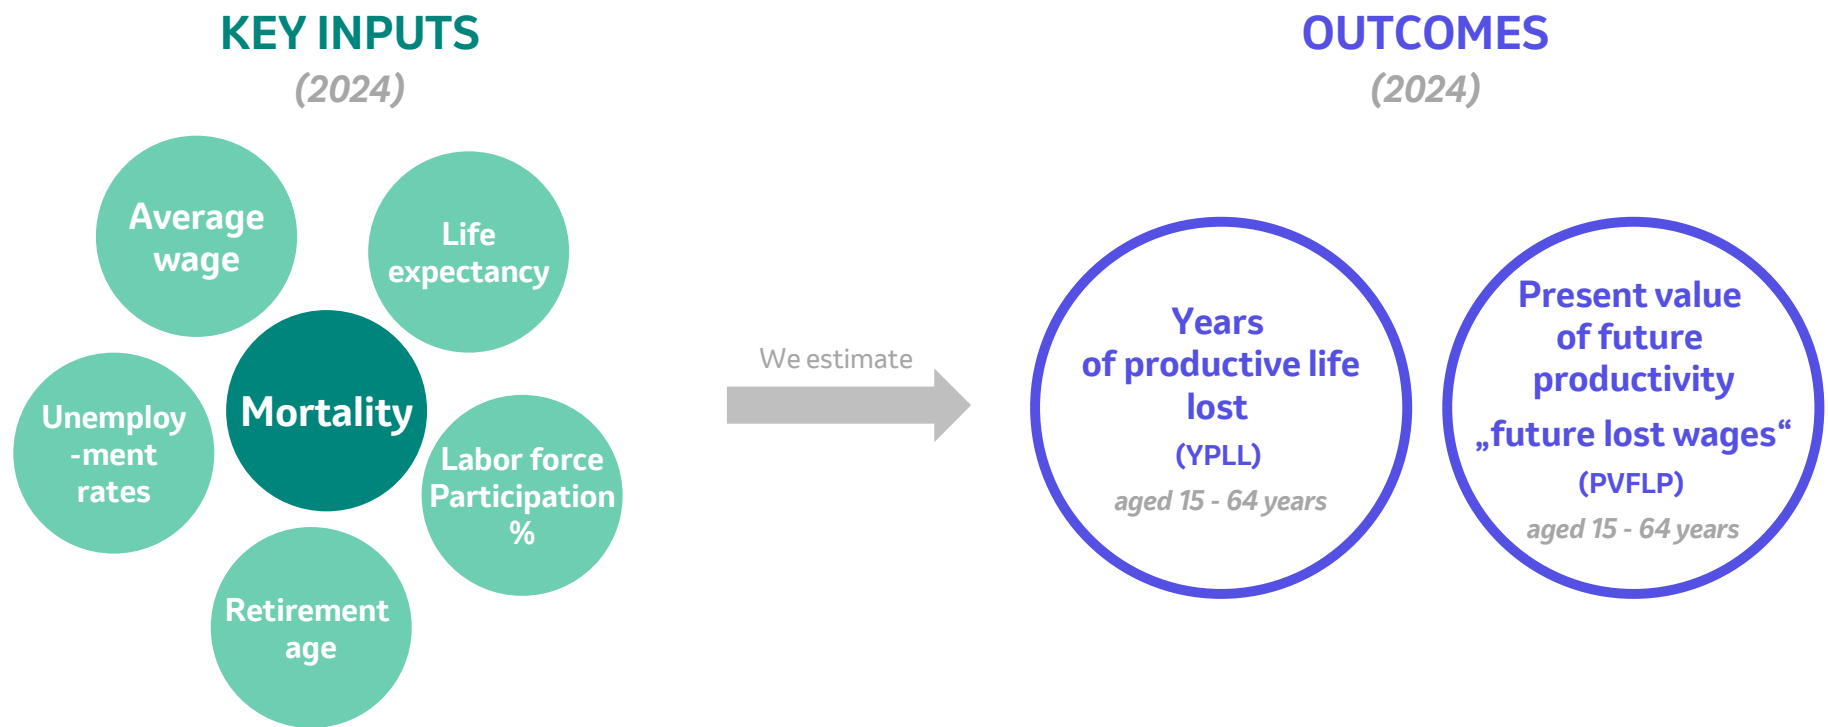 KEY INPUTS
(2024)
Average
wage
Life
expectancy
Mortality
Unemploy
-ment
rates
Labor force
Participation
%
Retirement
age
We estimate
OUTCOMES
(2024)
Years
of productive life
lost
(YPLL)
aged 15 - 64 years
Present value
of future
productivity
„future lost wages“
(PVFLP)
aged 15 - 64 years